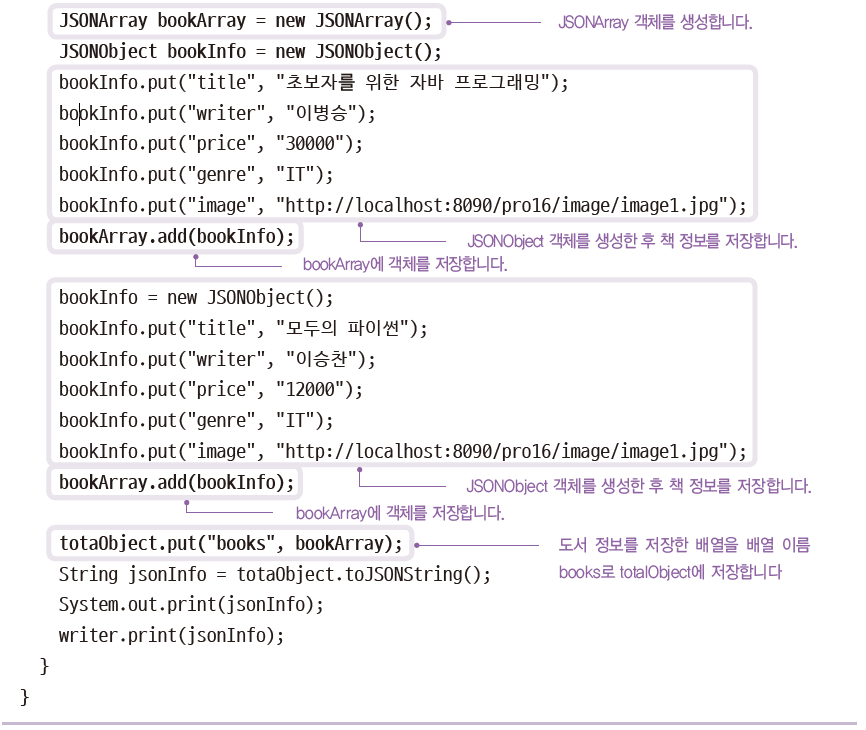 JSONArray bookArray = new JSONArray(); JSONArray 객체를 생성합니다.
JSONObject bookInfo = new JSONObject();
bookInfo.put("title", "초보자를 위한 자바 프로그래밍");
bookInfo.put("writer", "이병승");
bookInfo.put("price", "30000");
bookInfo.put("genre", "IT");
bookInfo.put("image", "http://localhost:8090/pro16/image/image1.jpg");
bookArray.add(bookInfo); JSONObject 객체를 생성한 후 책 정보를 저장합니다.
bookArray에 객체를 저장합니다.
bookInfo = new JSONObject();
bookInfo.put("title", "모두의 파이썬");
bookInfo.put("writer", "이승찬");
bookInfo.put("price", "12000");
bookInfo.put("genre", "IT");
bookInfo.put("image", "http://localhost:8090/pro16/image/image1.jpg");
bookArray.add(bookInfo); JSONObject 객체를 생성한 후 책 정보를 저장합니다.
bookArray에 객체를 저장합니다.
totaObject.put("books", bookArray); 도서 정보를 저장한 배열을 배열 이름
String jsonInfo = totaObject.toJSONString(); books로 totalObject에 저장합니다
System.out.print(jsonInfo);
writer.print(jsonInfo);
}
}